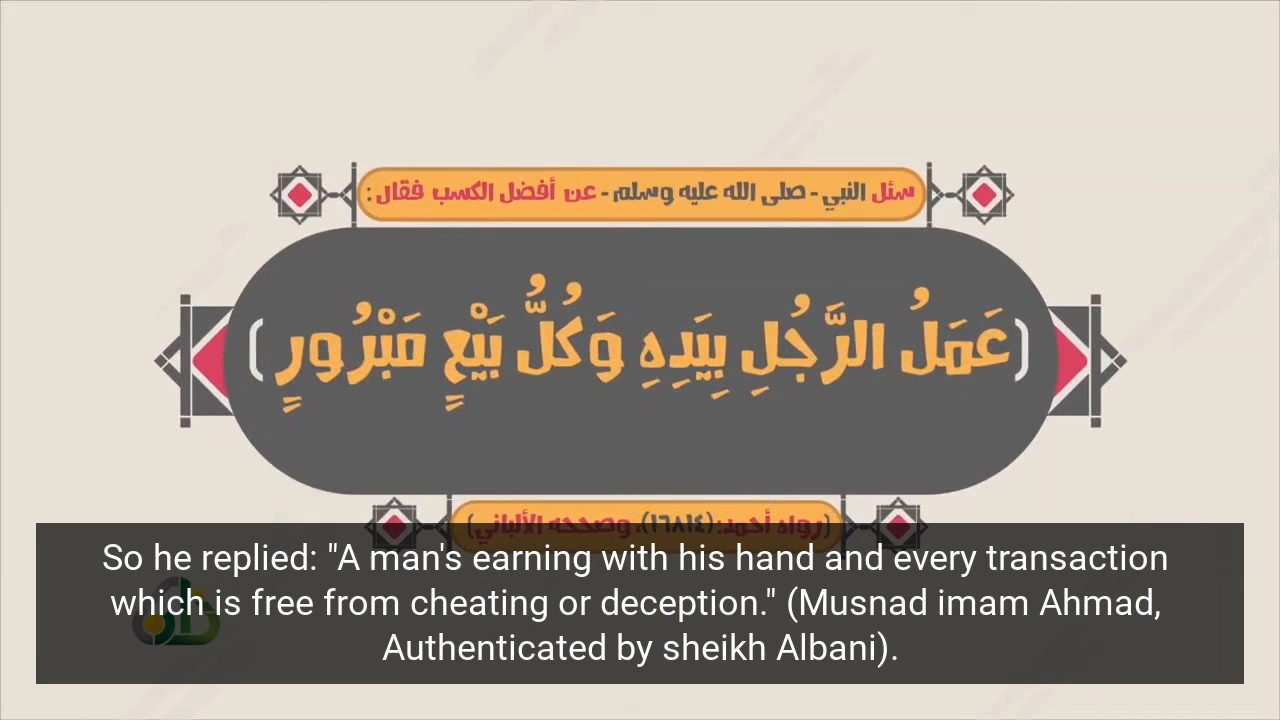 سئل النبي - صلى الله عليه وسلم - عن أفضل الكسب فقال:
(عَمَلُ الرَّجُلِ بِيَدِهِ وَكُلُّ بَيْعٍ مَبْرُورٍ)
(رواه أحمد: (١٦٨١٤)، وصححه الألباني)
So he replied: "A man's earning with his hand and every transaction
which is free from cheating or deception." (Musnad imam Ahmad,
Authenticated by sheikh Albani).